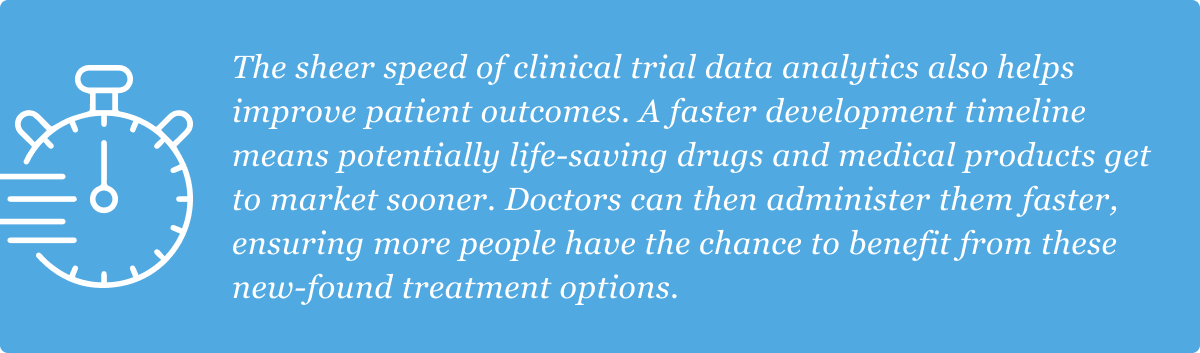 The sheer speed of clinical trial data analytics also helps
improve patient outcomes. A faster development timeline
means potentially life-saving drugs and medical products get
to market sooner. Doctors can then administer them faster,
ensuring more people have the chance to benefit from these
new-found treatment options.